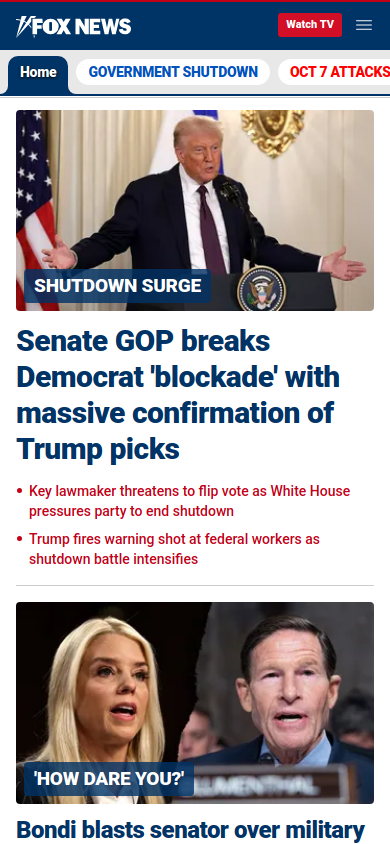 FOX NEWS
Watch TV
Home
GOVERNMENT SHUTDOWN
OCT 7 ATTACKS
SHUTDOWN SURGE
Senate GOP breaks
Democrat 'blockade' with
massive confirmation of
Trump picks
Key lawmaker threatens to flip vote as White House
pressures party to end shutdown
Trump fires warning shot at federal workers as
shutdown battle intensifies
'HOW DARE YOU?'
UMENTHAL
Bondi blasts senator over military